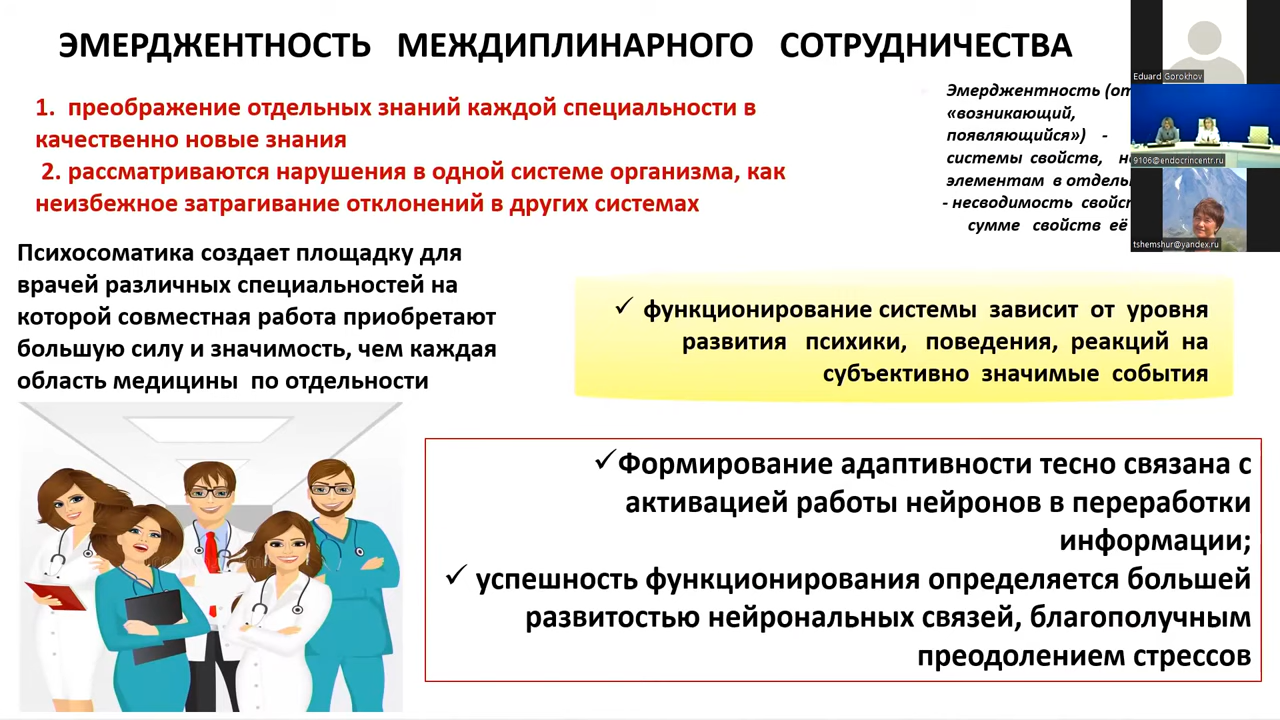 ЭМЕРДЖЕНТНОСТЬ МЕЖДИПЛИНАРНОГО СОТРУДНИЧЕСТВА
1. преображение отдельных знаний каждой специальности в
качественно новые знания
2. рассматриваются нарушения в одной системе организма, как
неизбежное затрагивание отклонений в других системах
Эмерджентность (от
«возникающий,
появляющийся») -
системы свойств,
элементам в
- несводимость
сумме свойств её
Eduard Gorokhov
9106@endocrincentr.ru
tshemshur@yandex.ru
Психосоматика создает площадку для
врачей различных специальностей на
которой совместная работа приобретают
большую силу и значимость, чем каждая
область медицины по отдельности
✓ функционирование системы зависит от уровня
развития психики, поведения, реакций на
субъективно значимые события
✓Формирование адаптивности тесно связана с
активацией работы нейронов в переработки
информации;
✓ успешность функционирования определяется большей
развитостью нейрональных связей, благополучным
преодолением стрессов